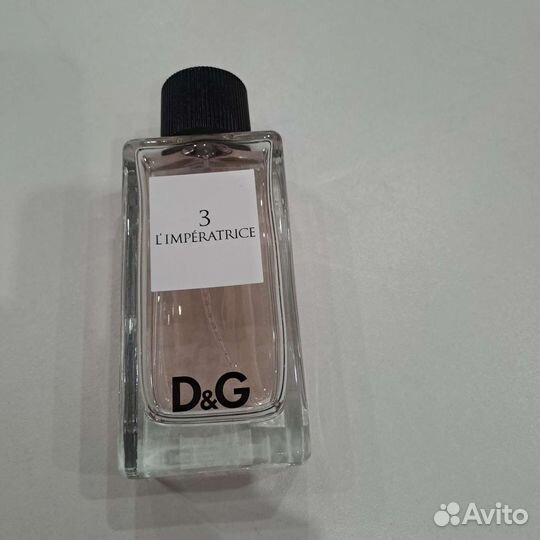 3
L'IMPÉRATRICE
D&G
Avito